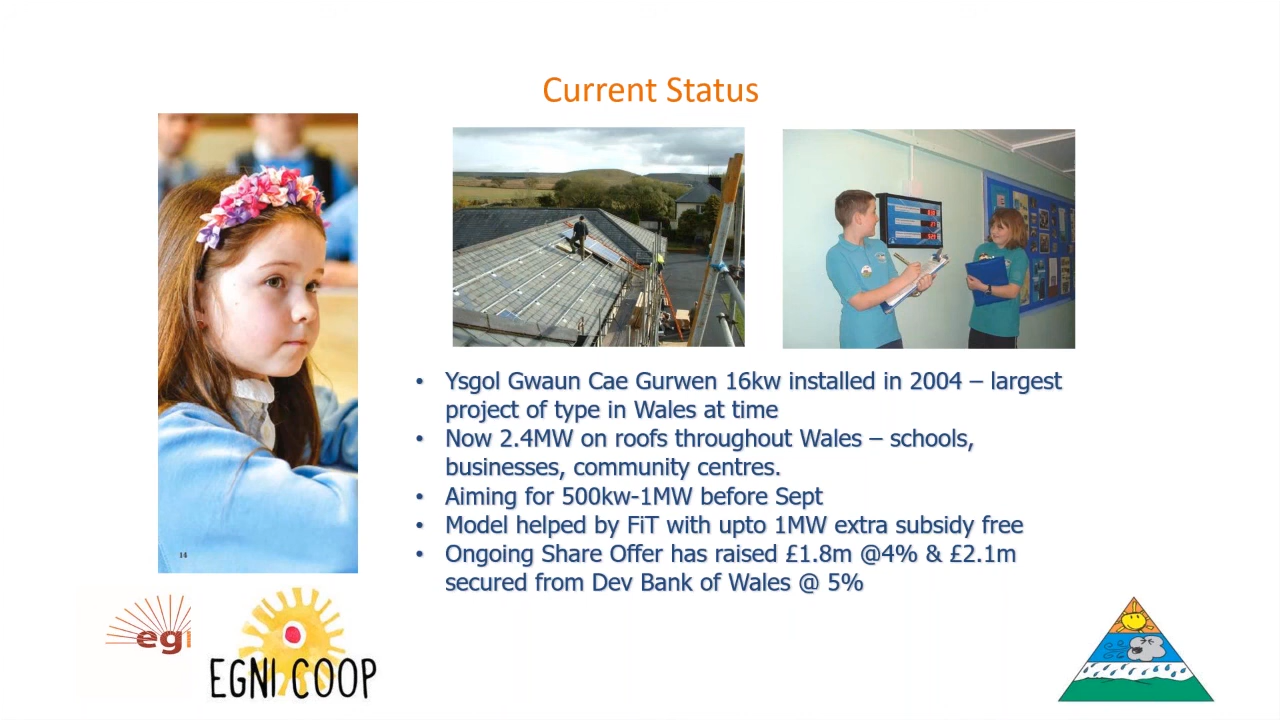 Current Status
• Ysgol Gwaun Cae Gurwen 16kw installed in 2004 – largest
project of type in Wales at time
• Now 2.4MW on roofs throughout Wales – schools,
businesses, community centres.
• Aiming for 500kw-1MW before Sept
• Model helped by FiT with upto 1MW extra subsidy free
• Ongoing Share Offer has raised £1.8m @4% & £2.1m
secured from Dev Bank of Wales @ 5%
14
egi
EGNI COOP